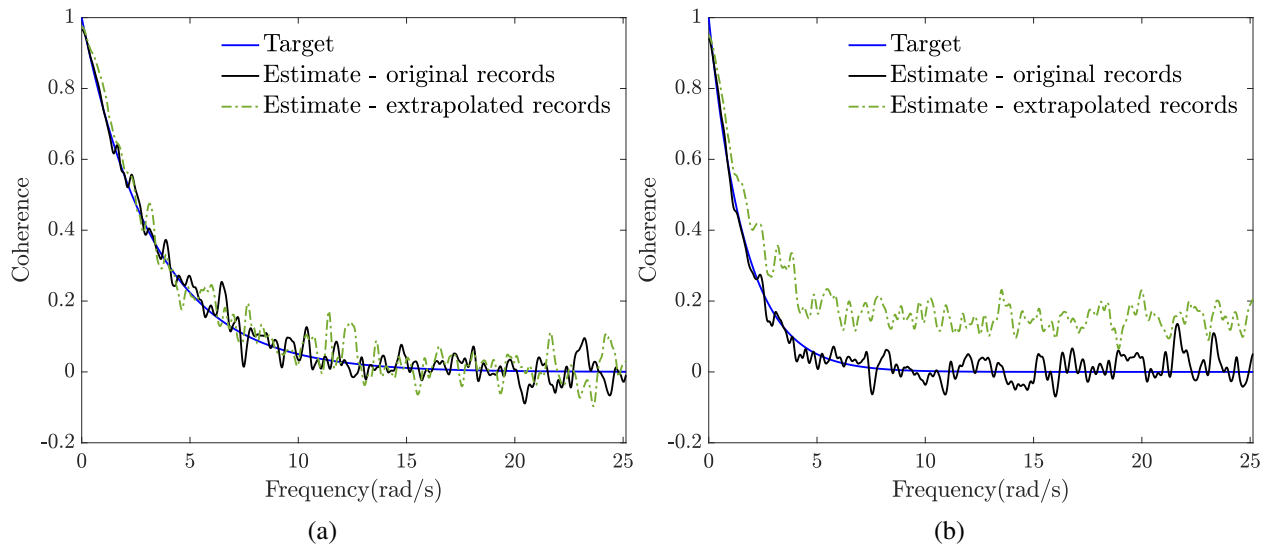 1
0.8
0.6
0.4
0.2
0
-0.2
Coherence
0
5
10
15
20
25
Frequency(rad/s)
Target
Estimate - original records
Estimate - extrapolated records
(a)
1
0.8
0.6
0.4
0.2
0
-0.2
Coherence
0
5
10
15
20
25
Frequency(rad/s)
Target
Estimate - original records
Estimate - extrapolated records
(b)